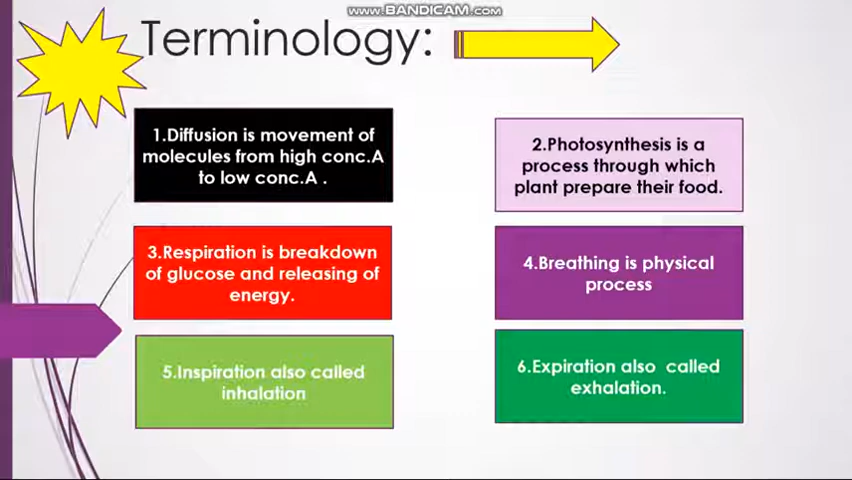 www.BANDICAM.com
Terminology:
1.Diffusion is movement of
molecules from high conc.A
to low conc.A .
2.Photosynthesis is a
process through which
plant prepare their food.
3.Respiration is breakdown
of glucose and releasing of
energy.
4.Breathing is physical
process
5.Inspiration also called
inhalation
6.Expiration also called
exhalation.